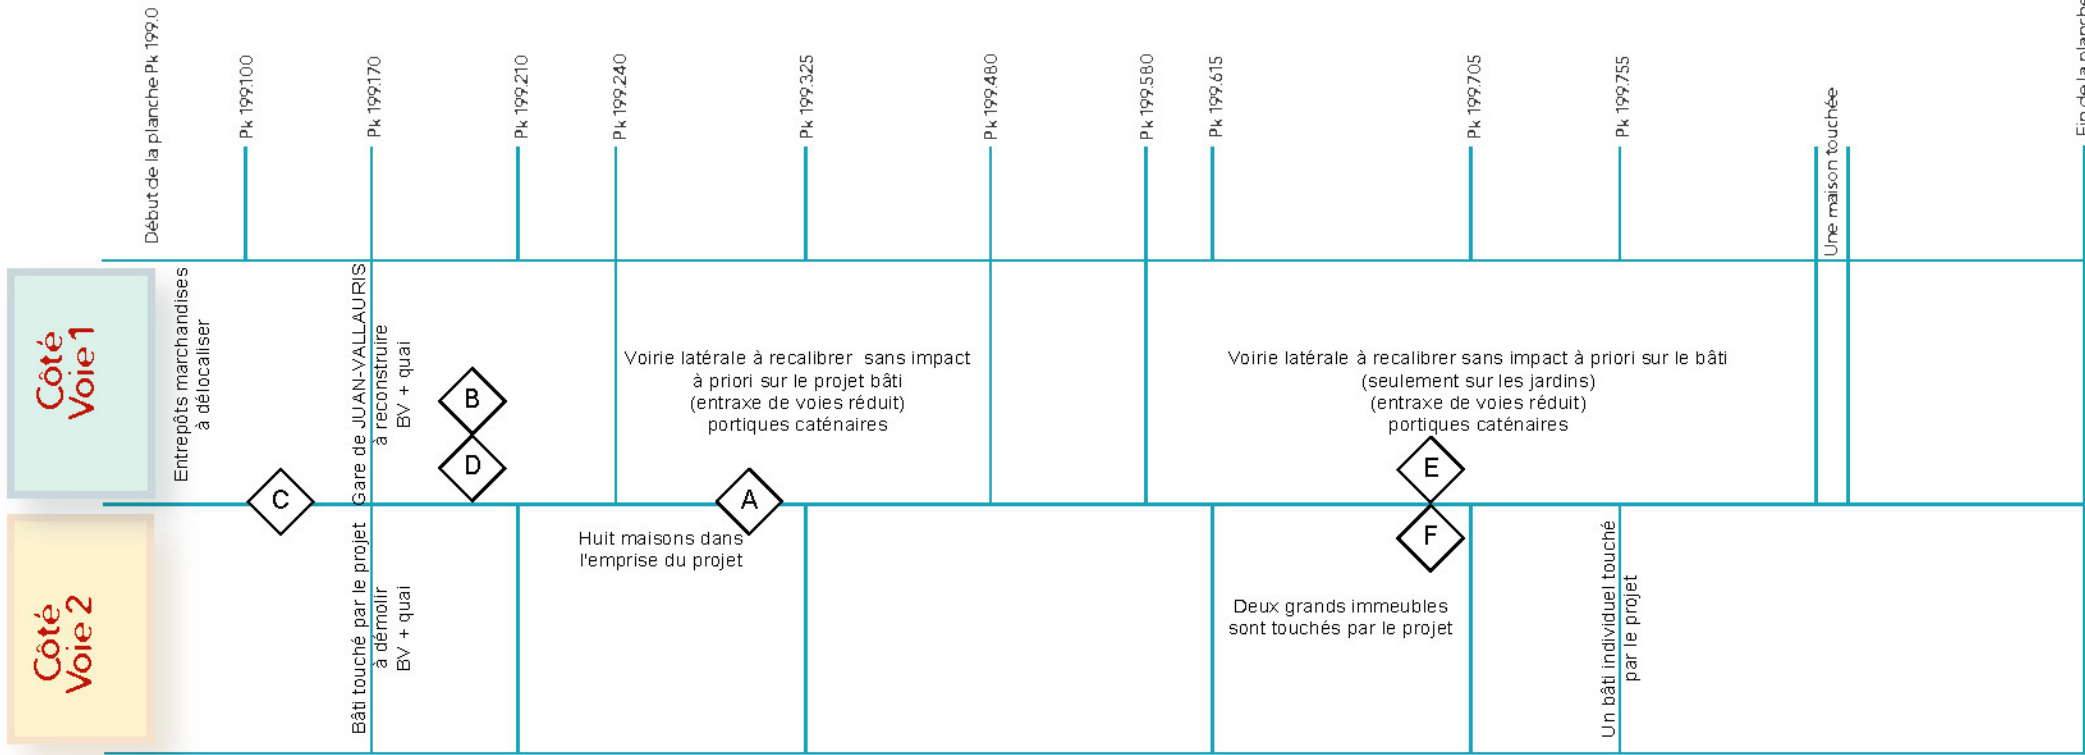 Début de la planche Pk 199.0
Pk 199.100
Pk 199.170
Pk 199.210
Pk 199.240
Pk 199.325
Pk 199.480
Pk 199.580
Pk 199.615
Pk 199.705
Pk 199.755
Une maison touchée
Fin de la planche
Côté
Voie 1
Entrepôts marchandises
à délocaliser
Gare de JUAN-VALLAURIS
à reconstruire
BV + quai
B
D
C
A
Voirie latérale à recalibrer sans impact
à priori sur le projet bâti
(entraxe de voies réduit)
portiques caténaires
Voirie latérale à recalibrer sans impact à priori sur le bâti
(seulement sur les jardins)
(entraxe de voies réduit)
portiques caténaires
E
F
Côté
Voie 2
Bâti touché par le projet
à démolir
BV + quai
Huit maisons dans
l'emprise du projet
Deux grands immeubles
sont touchés par le projet
Un bâti individuel touché
par le projet